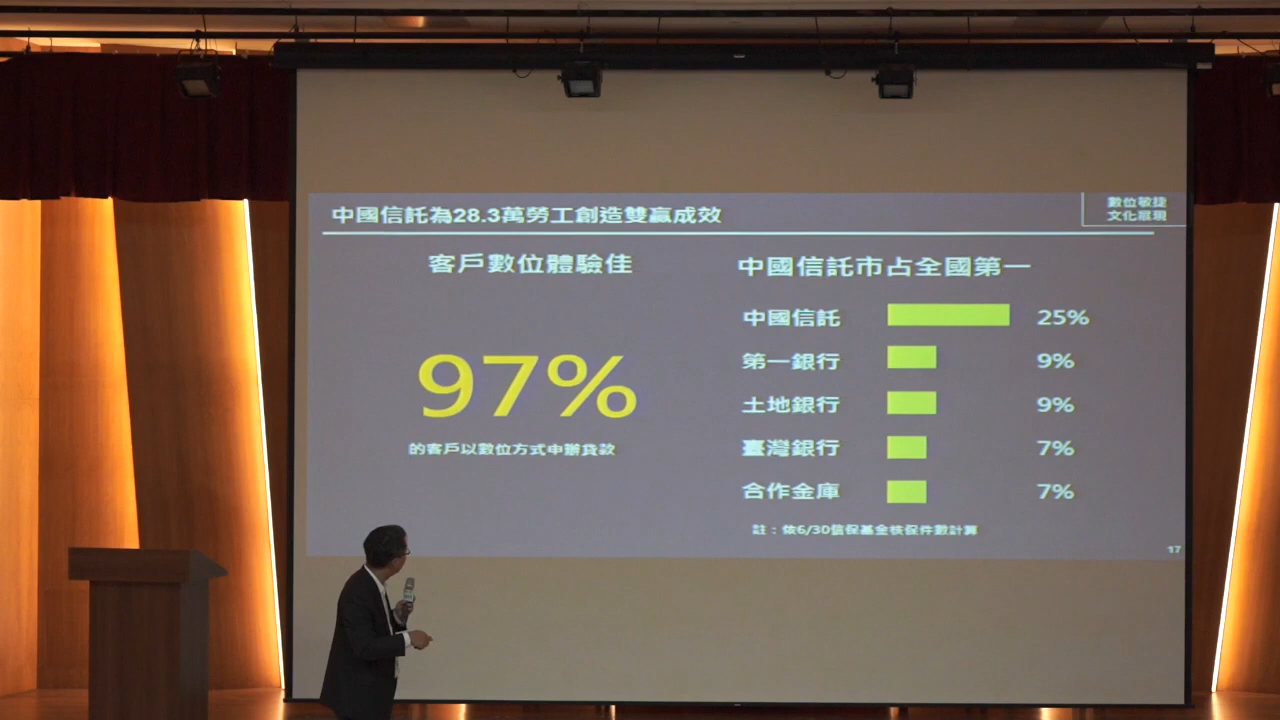 中國信託為28.3萬勞工創造雙贏成效
數位敏捷
文化展現
客戶數位體驗佳
97%
的客戶以數位方式申辦貸款
中國信託市占全國第一
中國信託 25%
第一銀行 9%
土地銀行 9%
臺灣銀行 7%
合作金庫 7%
註：依6/30信保基金核保件數計算
17